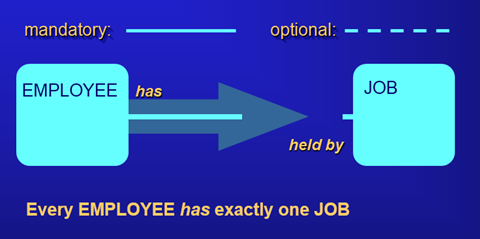 mandatory:
optional:
EMPLOYEE
has
JOB
held by
Every EMPLOYEE has exactly one JOB